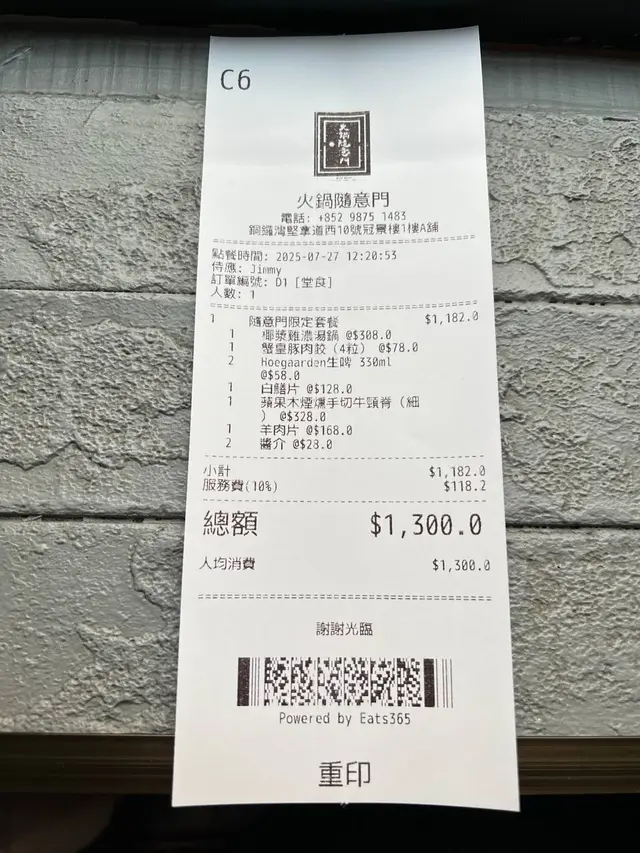 C6
火鍋隨意門
火鍋隨意門
電話: +852 9875 1483
銅鑼灣堅拿道西10號冠景樓1樓A舖
點餐時間: 2025-07-27 12:20:53
侍應: Jimmy
訂單編號: D1 [堂食]
人數: 1
1 隨意門限定套餐 $1,182.0
1 椰漿雞濃湯鍋 @$308.0
1 蟹皇豚肉餃 (4粒) @$78.0
2 Hoegaarden生啤 330ml
@$58.0
1 白鱔片 @$128.0
1 蘋果木煙燻手切牛頸脊 (細
) @$328.0
1 羊肉片 @$168.0
2 醬介 @$28.0
小計 $1,182.0
服務費(10%) $118.2
總額 $1,300.0
人均消費 $1,300.0
謝謝光臨
Powered by Eats365
重印